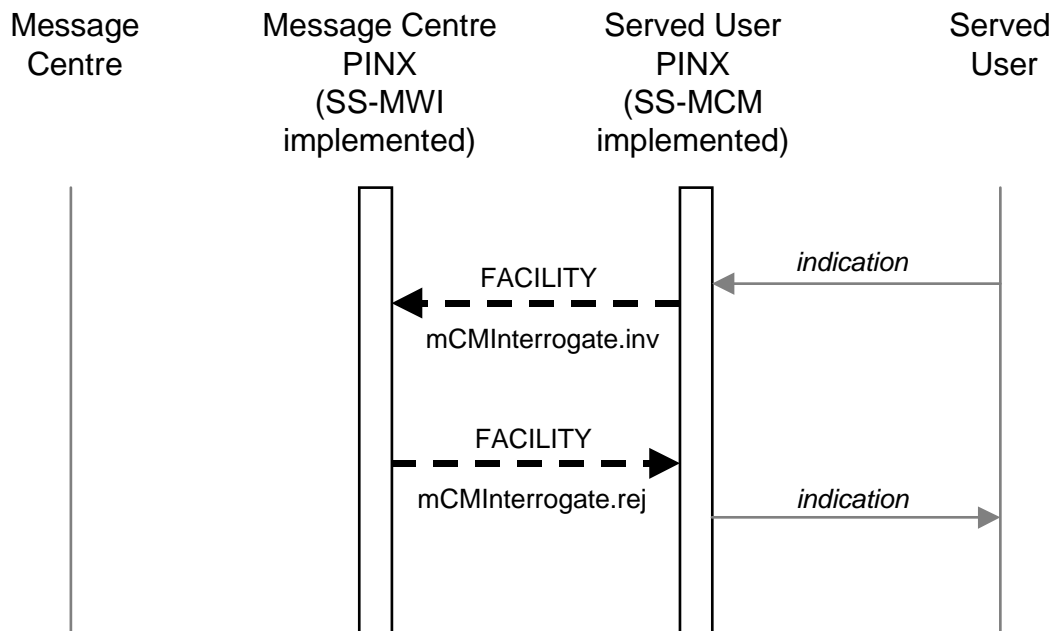 Message
Centre
Message Centre
PINX
(SS-MWI
implemented)
Served User
PINX
(SS-MCM
implemented)
Served
User
indication
FACILITY
mCMInterrogate.inv
FACILITY
mCMInterrogate.rej
indication